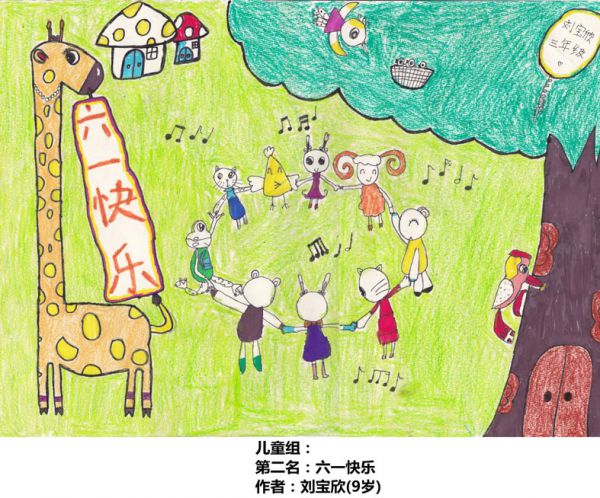 六一快乐
刘宝欣
三年级
儿童组：
第二名：六一快乐
作者：刘宝欣(9岁)